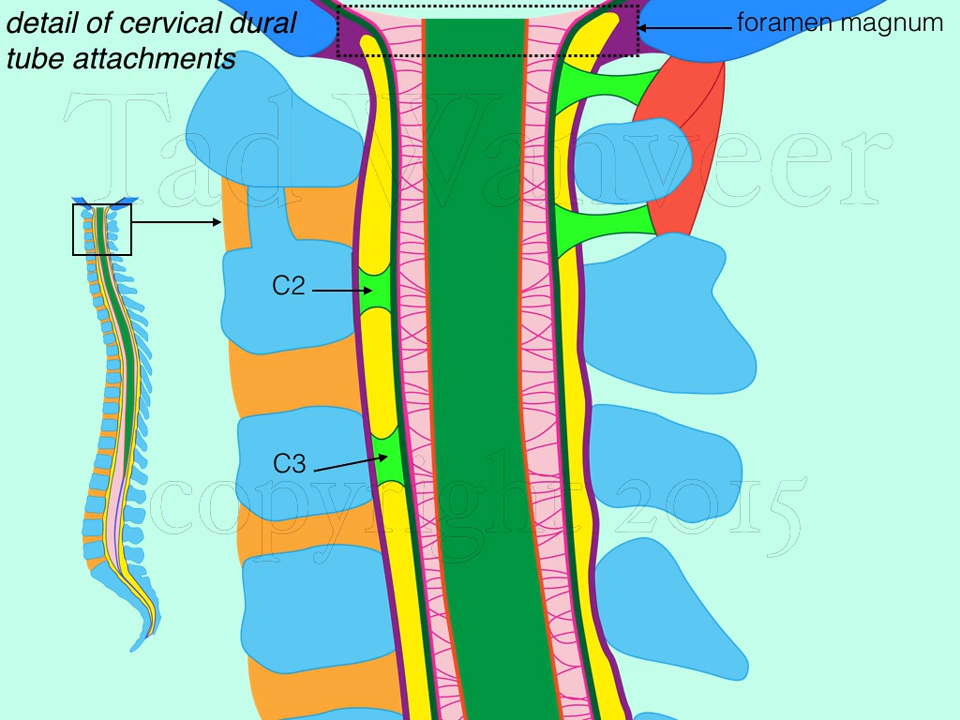 detail of cervical dural
tube attachments
foramen magnum
Tad Wanveer
C2
C3
copyright 2015